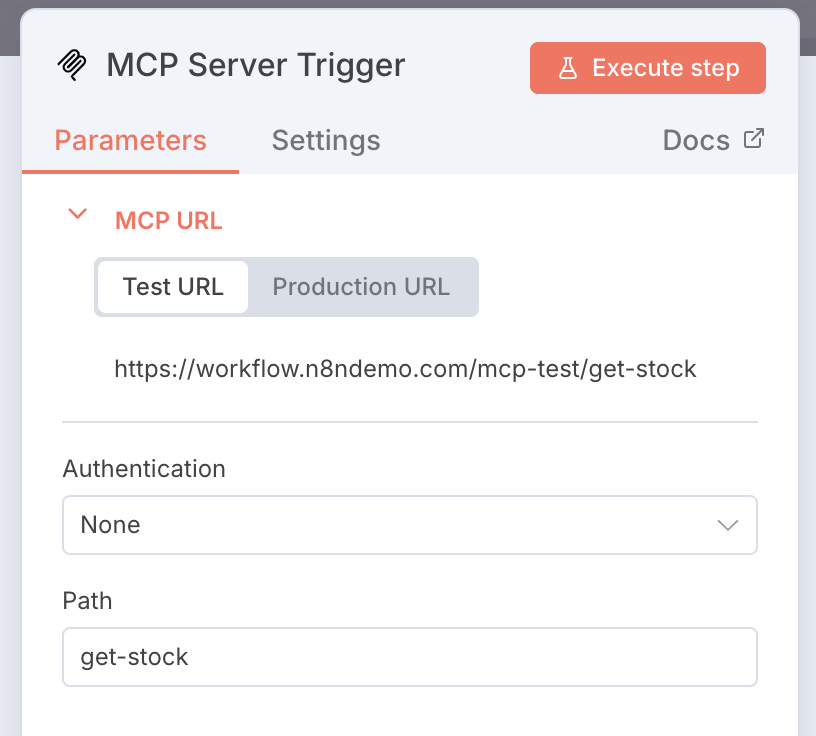 MCP Server Trigger
Execute step
Parameters
Settings
Docs
MCP URL
Test URL
Production URL
https://workflow.n8ndemo.com/mcp-test/get-stock
Authentication
None
Path
get-stock